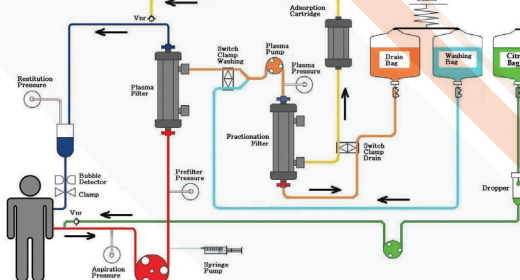 Adsorption
Cartridge
Vnr
Switch
Clamp
Washing
Plasma
Pump
Drain
Bag
Washing
Bag
Plasma
Pressure
Restitution
Pressure
Plasma
Filter
Fractionation
Filter
Switch
Clamp
Drain
Bubble
Detector
Clamp
Prefilter
Pressure
Dropper
Vnr
Aspiration
Pressure
Syringe
Pump